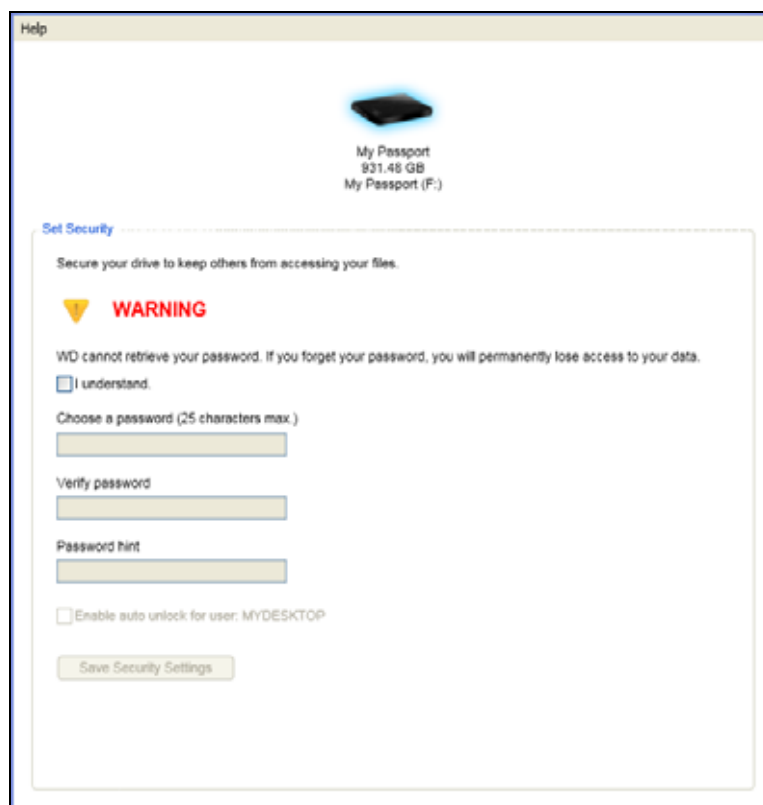 Help
My Passport
931.48 GB
My Passport (F:)
Set Security
Secure your drive to keep others from accessing your files.
WARNING
WD cannot retrieve your password. If you forget your password, you will permanently lose access to your data.
I understand.
Choose a password (25 characters max.)
Verify password
Password hint
Enable auto unlock for user: MYDESKTOP
Save Security Settings